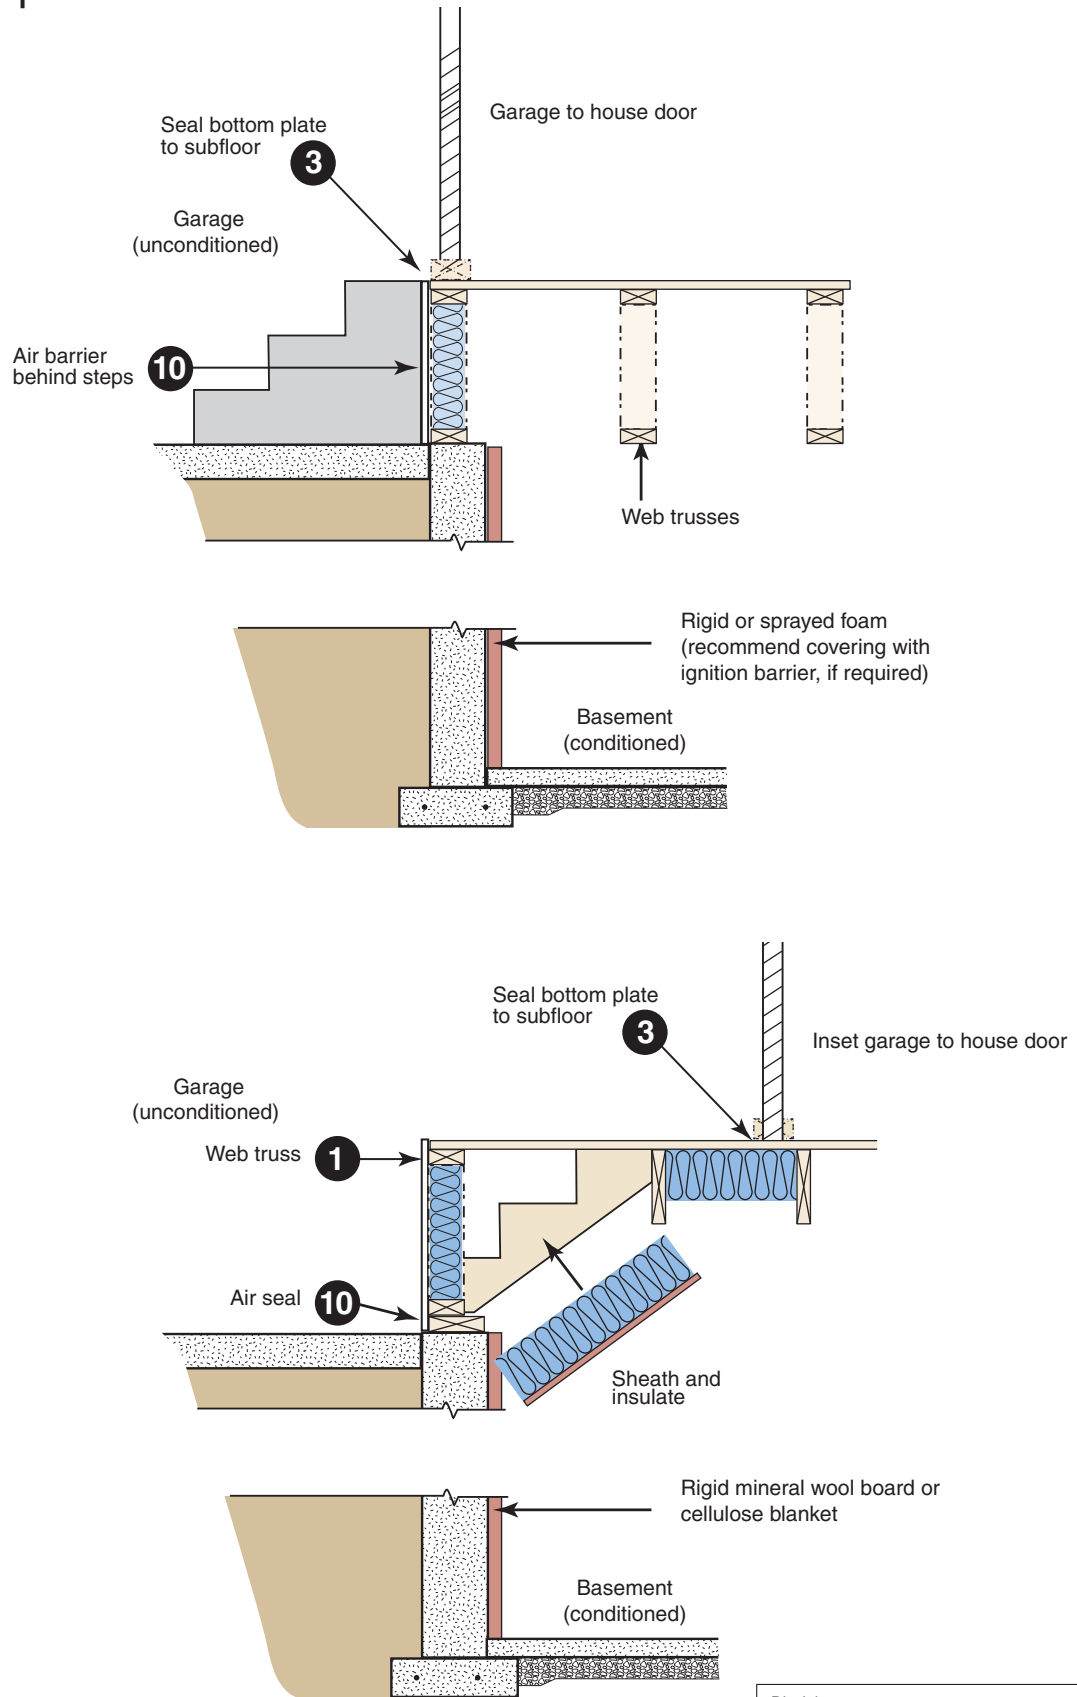 Garage to house door
Seal bottom plate
to subfloor
3
Garage
(unconditioned)
Air barrier
behind steps
10
Web trusses
Rigid or sprayed foam
(recommend covering with
ignition barrier, if required)
Basement
(conditioned)
Seal bottom plate
to subfloor
3
Inset garage to house door
Garage
(unconditioned)
Web truss
1
Air seal
10
Sheath and
insulate
Rigid mineral wool board or
cellulose blanket
Basement
(conditioned)